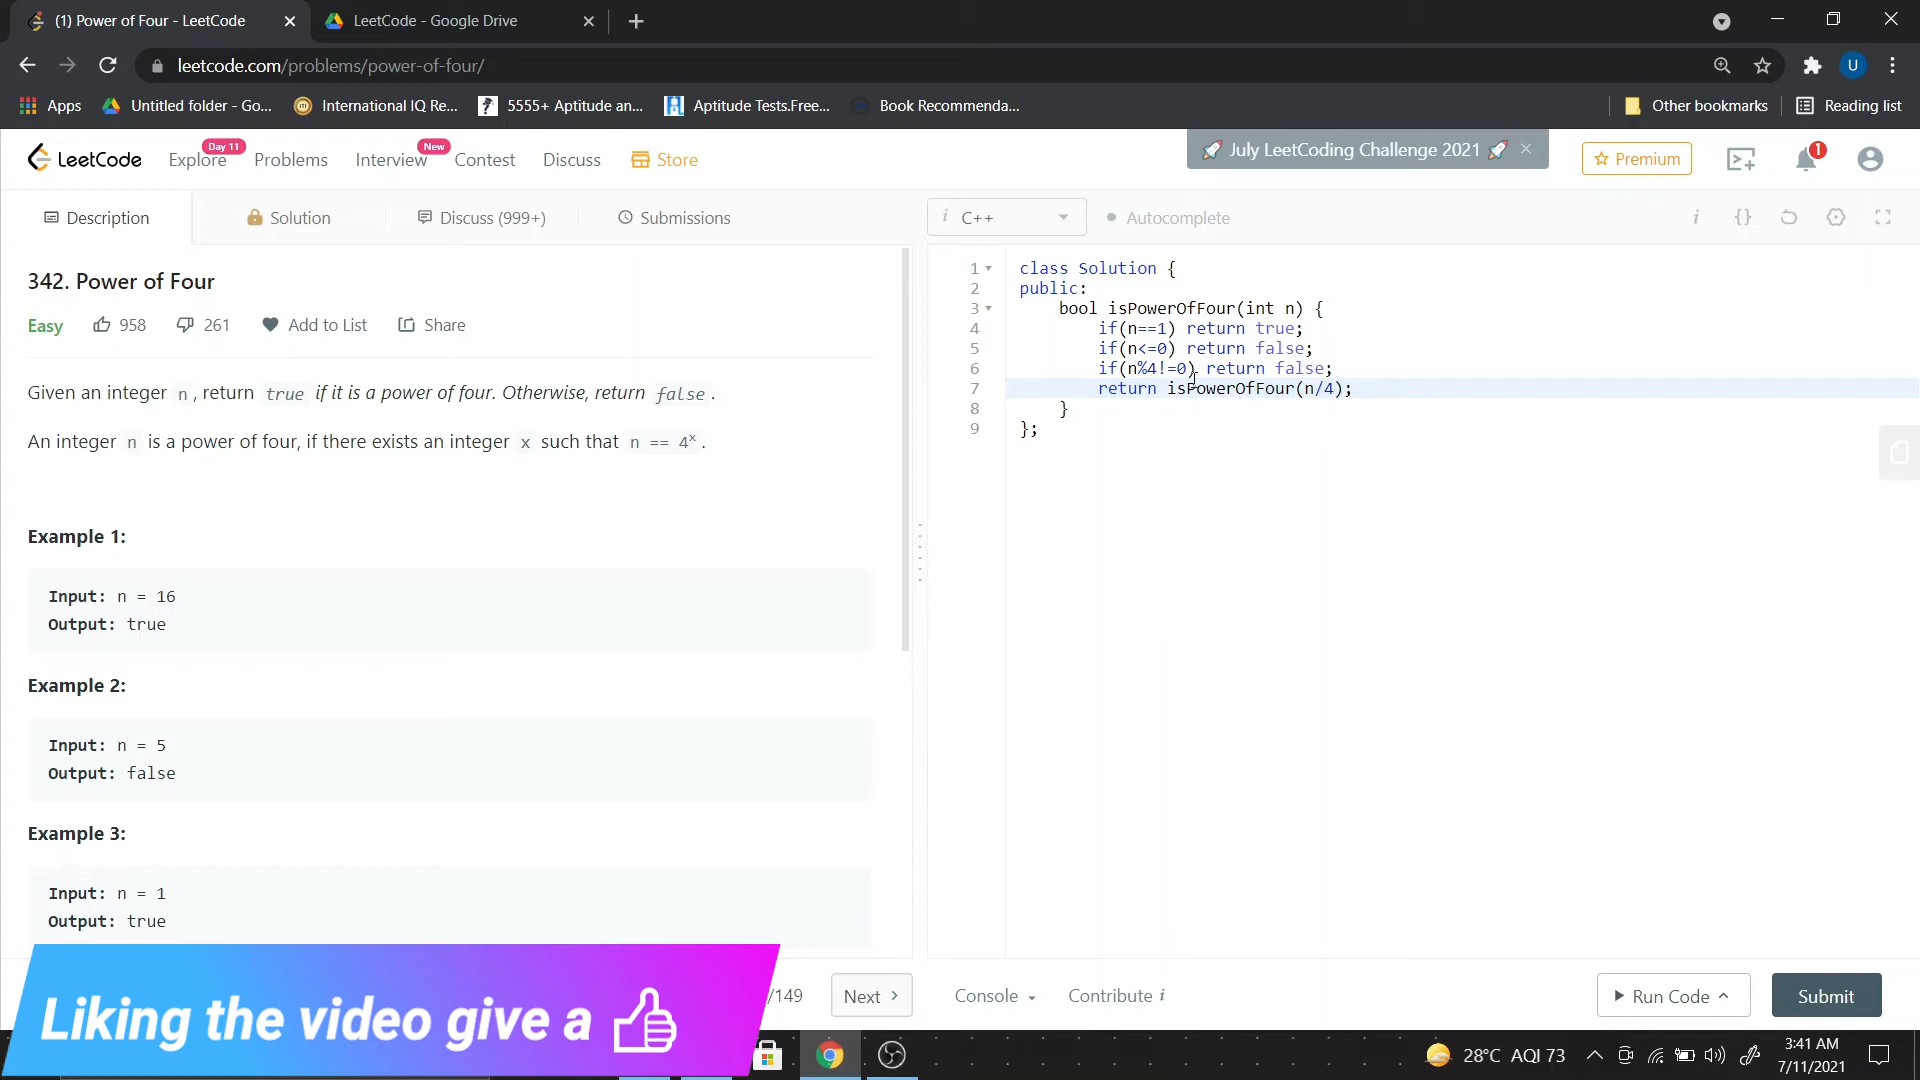 (1) Power of Four - LeetCode
LeetCode - Google Drive
leetcode.com/problems/power-of-four/
U
Apps
Untitled folder - Go...
International IQ Re...
5555+ Aptitude an...
Aptitude Tests.Free...
Book Recommenda...
Other bookmarks
Reading list
LeetCode
Explore
Day 11
Problems
Interview
New
Contest
Discuss
Store
🚀 July LeetCoding Challenge 2021 🚀 ×
Premium
1
Description
Solution
Discuss (999+)
Submissions
i C++
Autocomplete
i {}
342. Power of Four
Easy
958
261
Add to List
Share
Given an integer n, return true if it is a power of four. Otherwise, return false.
An integer n is a power of four, if there exists an integer x such that n == 4ˣ.
Example 1:
Input: n = 16
Output: true
Example 2:
Input: n = 5
Output: false
Example 3:
Input: n = 1
Output: true
1 class Solution {
2 public:
3 bool isPowerOfFour(int n) {
4 if(n==1) return true;
5 if(n<=0) return false;
6 if(n%4!=0) return false;
7 return isPowerOfFour(n/4);
8 }
9 };
/149
Next
Console
Contribute i
Run Code
Submit
Liking the video give a
28°C AQI 73
3:41 AM
7/11/2021